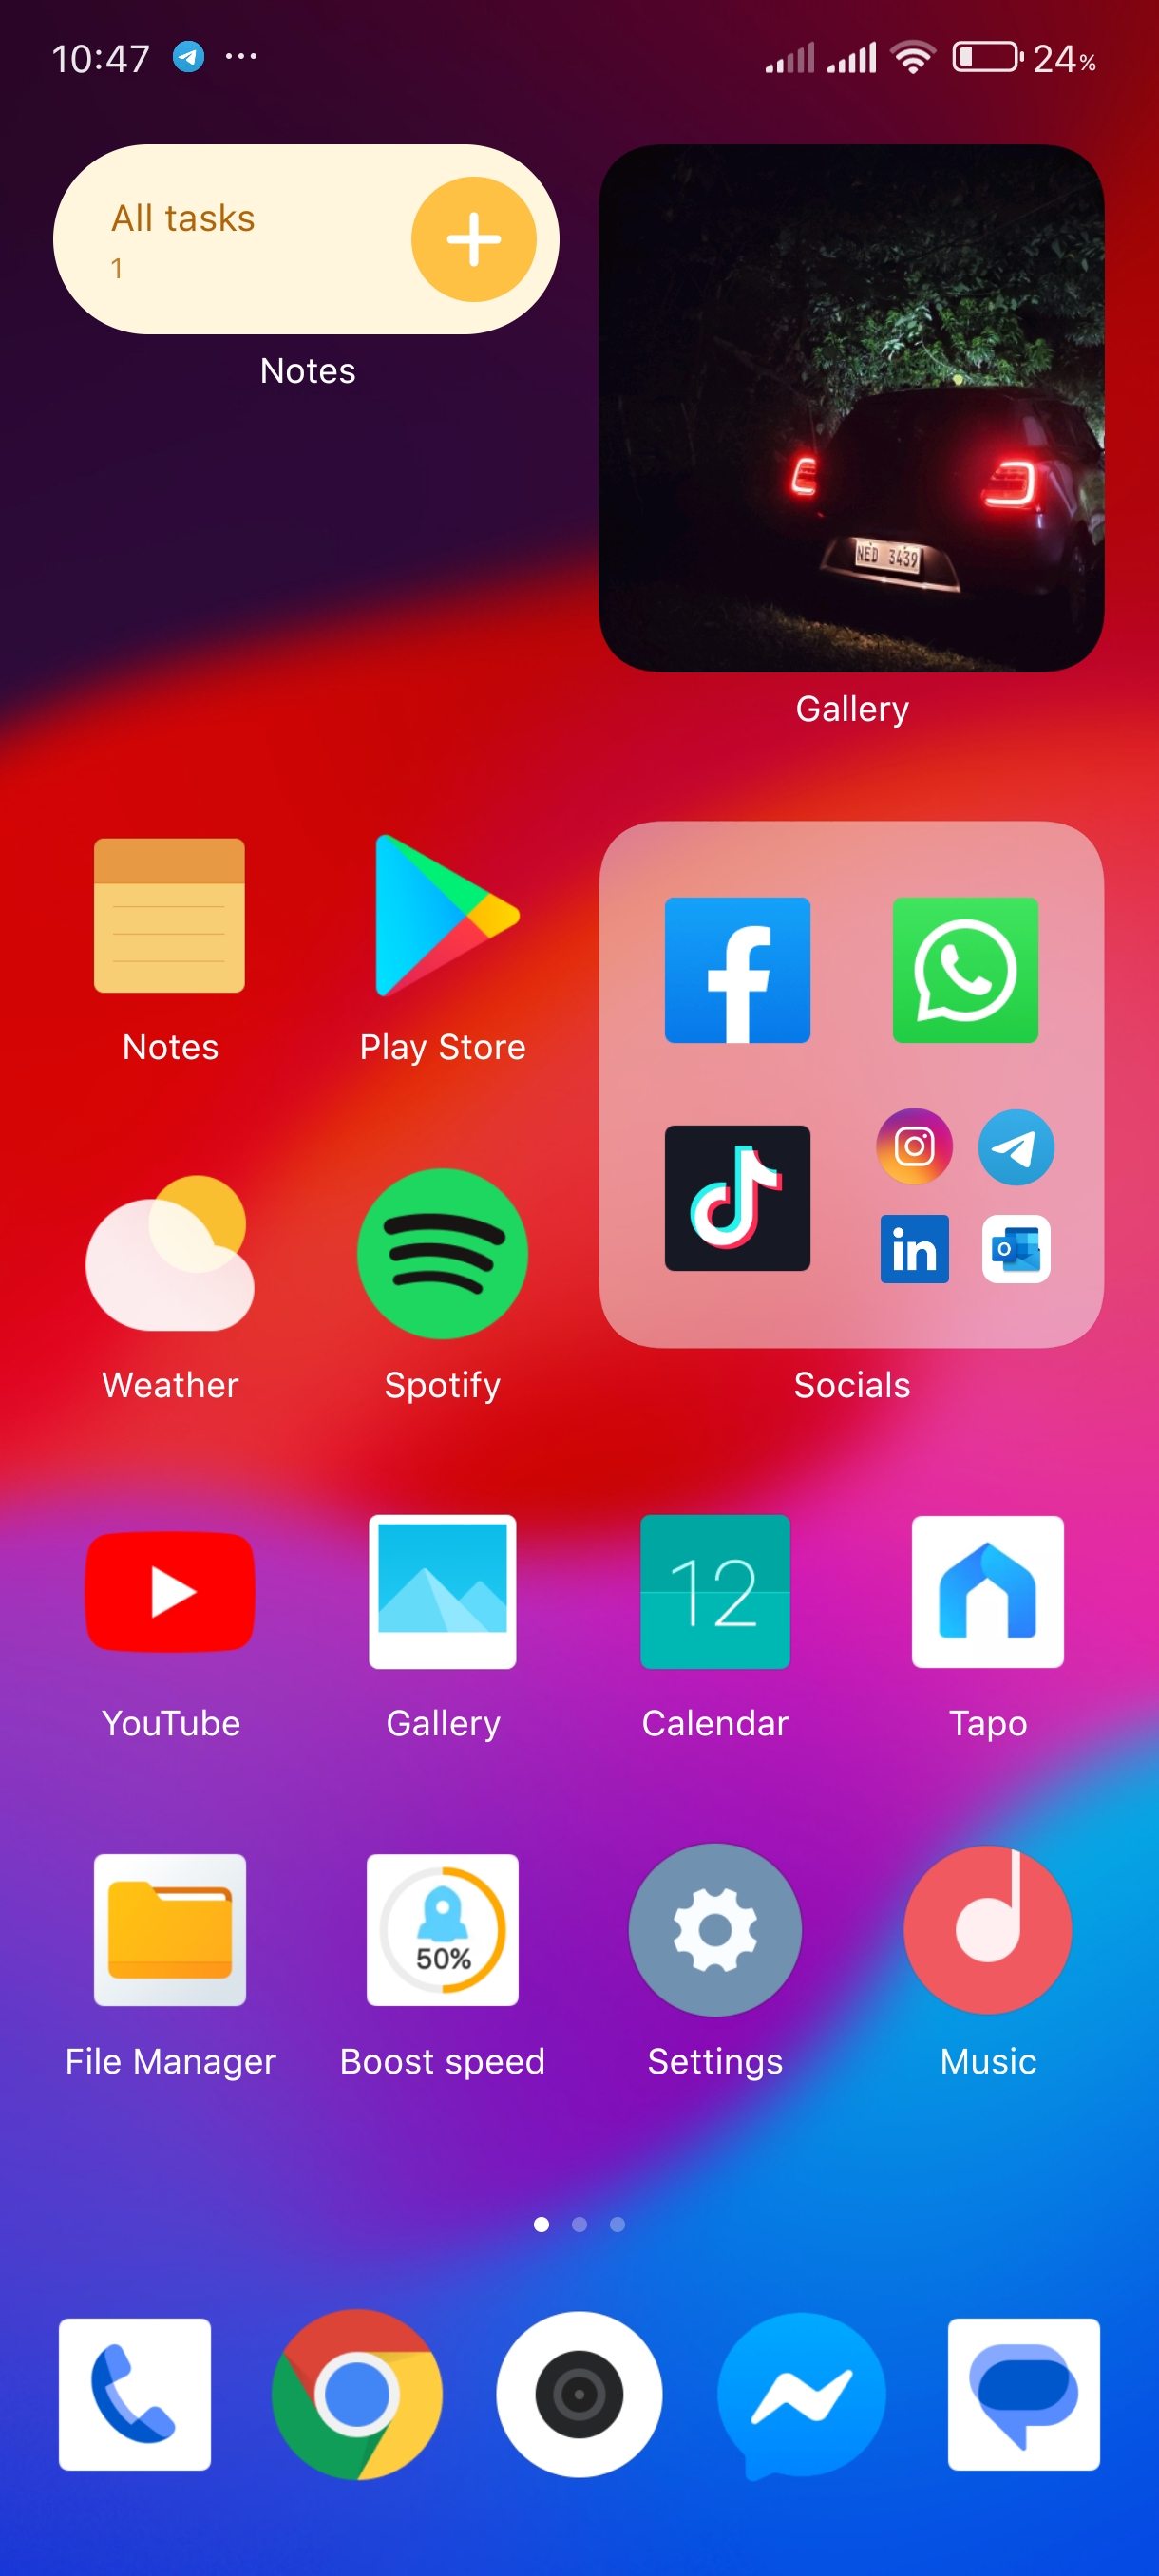 10:47
24%
All tasks
1
Notes
NED 3439
Gallery
Notes
Play Store
Weather
Spotify
in
O
Socials
12
YouTube
Gallery
Calendar
Tapo
50%
File Manager
Boost speed
Settings
Music